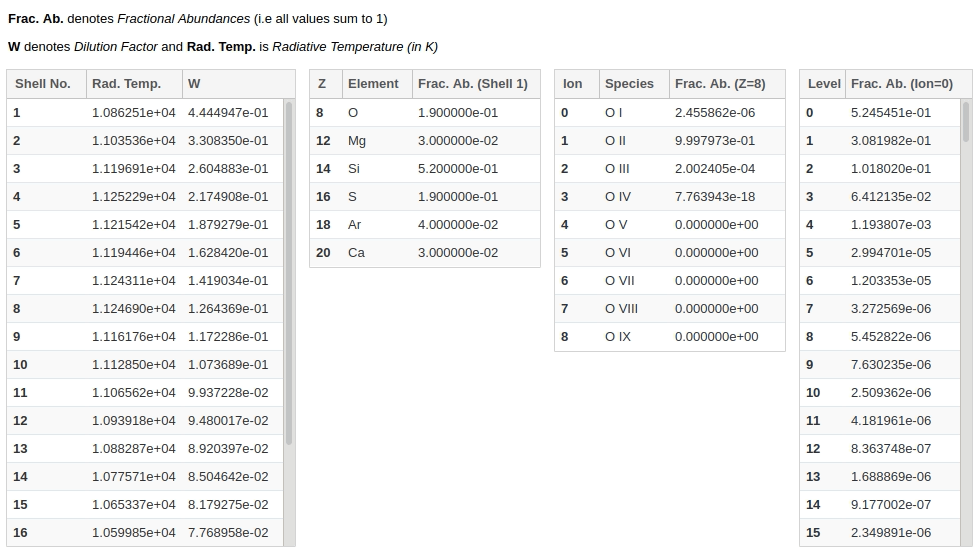 Frac. Ab. denotes Fractional Abundances (i.e all values sum to 1)
W denotes Dilution Factor and Rad. Temp. is Radiative Temperature (in K)
Shell No. Rad. Temp. W
1 1.086251e+04 4.444947e-01
2 1.103536e+04 3.308350e-01
3 1.119691e+04 2.604883e-01
4 1.125229e+04 2.174908e-01
5 1.121542e+04 1.879279e-01
6 1.119446e+04 1.628420e-01
7 1.124311e+04 1.419034e-01
8 1.124690e+04 1.264369e-01
9 1.116176e+04 1.172286e-01
10 1.112850e+04 1.073689e-01
11 1.106562e+04 9.937228e-02
12 1.093918e+04 9.480017e-02
13 1.088287e+04 8.920397e-02
14 1.077571e+04 8.504642e-02
15 1.065337e+04 8.179275e-02
16 1.059985e+04 7.768958e-02
Z Element Frac. Ab. (Shell 1)
8 O 1.900000e-01
12 Mg 3.000000e-02
14 Si 5.200000e-01
16 S 1.900000e-01
18 Ar 4.000000e-02
20 Ca 3.000000e-02
Ion Species Frac. Ab. (Z=8)
0 O I 2.455862e-06
1 O II 9.997973e-01
2 O III 2.002405e-04
3 O IV 7.763943e-18
4 O V 0.000000e+00
5 O VI 0.000000e+00
6 O VII 0.000000e+00
7 O VIII 0.000000e+00
8 O IX 0.000000e+00
Level Frac. Ab. (Ion=0)
0 5.245451e-01
1 3.081982e-01
2 1.018020e-01
3 6.412135e-02
4 1.193807e-03
5 2.994701e-05
6 1.203353e-05
7 3.272569e-06
8 5.452822e-06
9 7.630235e-06
10 2.509362e-06
11 4.181961e-06
12 8.363748e-07
13 1.688869e-06
14 9.177002e-07
15 2.349891e-06